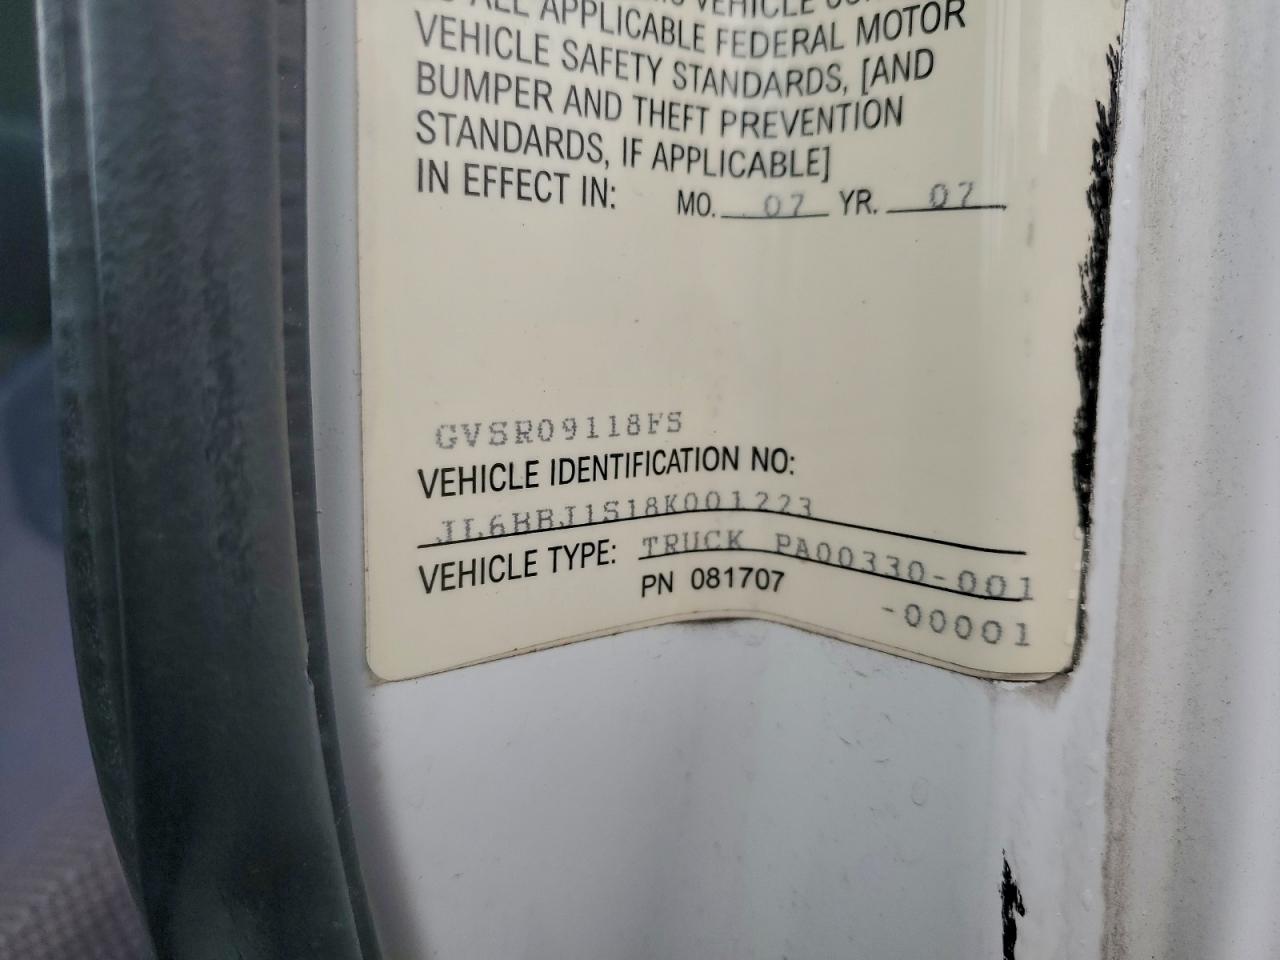 VEHICLE
ALL APPLICABLE FEDERAL MOTOR
VEHICLE SAFETY STANDARDS, [AND
BUMPER AND THEFT PREVENTION
STANDARDS, IF APPLICABLE]
IN EFFECT IN: MO. 07 YR. 07
GVSR09118FS
VEHICLE IDENTIFICATION NO:
JL6BBJ1S18K001223
VEHICLE TYPE: TRUCK PA00330-001
PN 081707 -00001